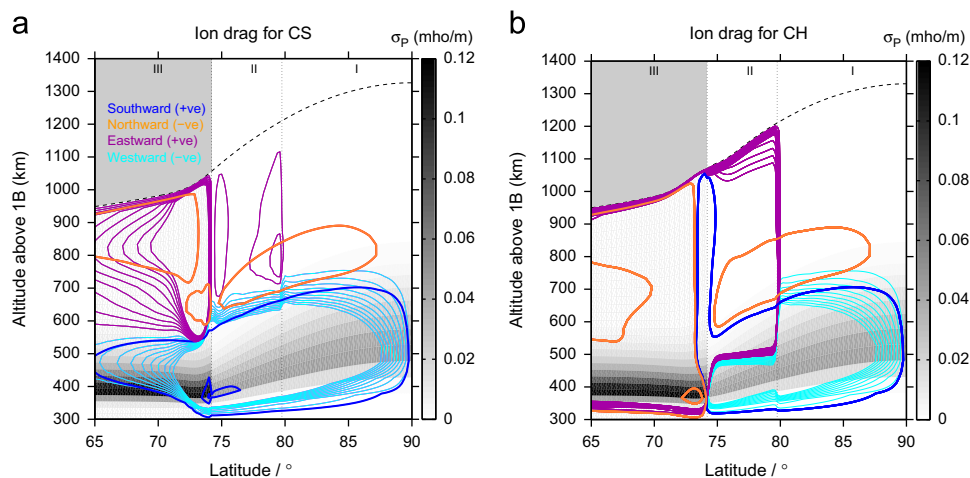 a
Ion drag for CS
σP (mho/m)
1400
1300
1200
1100
1000
900
800
700
600
500
400
300
Altitude above 1B (km)
III
II
I
Southward (+ve)
Northward (−ve)
Eastward (+ve)
Westward (−ve)
65
70
75
80
85
90
Latitude / °
0.12
0.1
0.08
0.06
0.04
0.02
0
b
Ion drag for CH
σP (mho/m)
1400
1300
1200
1100
1000
900
800
700
600
500
400
300
Altitude above 1B (km)
III
II
I
65
70
75
80
85
90
Latitude / °
0.12
0.1
0.08
0.06
0.04
0.02
0